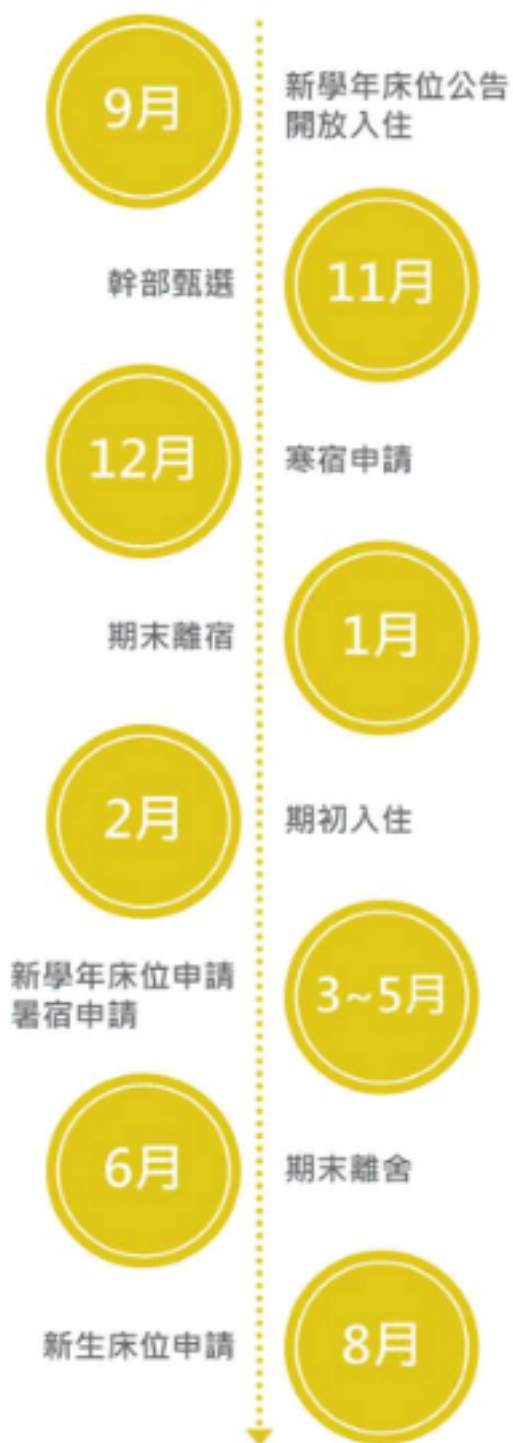 9月
新學年床位公告
開放入住
幹部甄選
11月
12月
寒宿申請
期末離宿
1月
2月
期初入住
新學年床位申請
暑宿申請
3~5月
6月
期末離舍
新生床位申請
8月